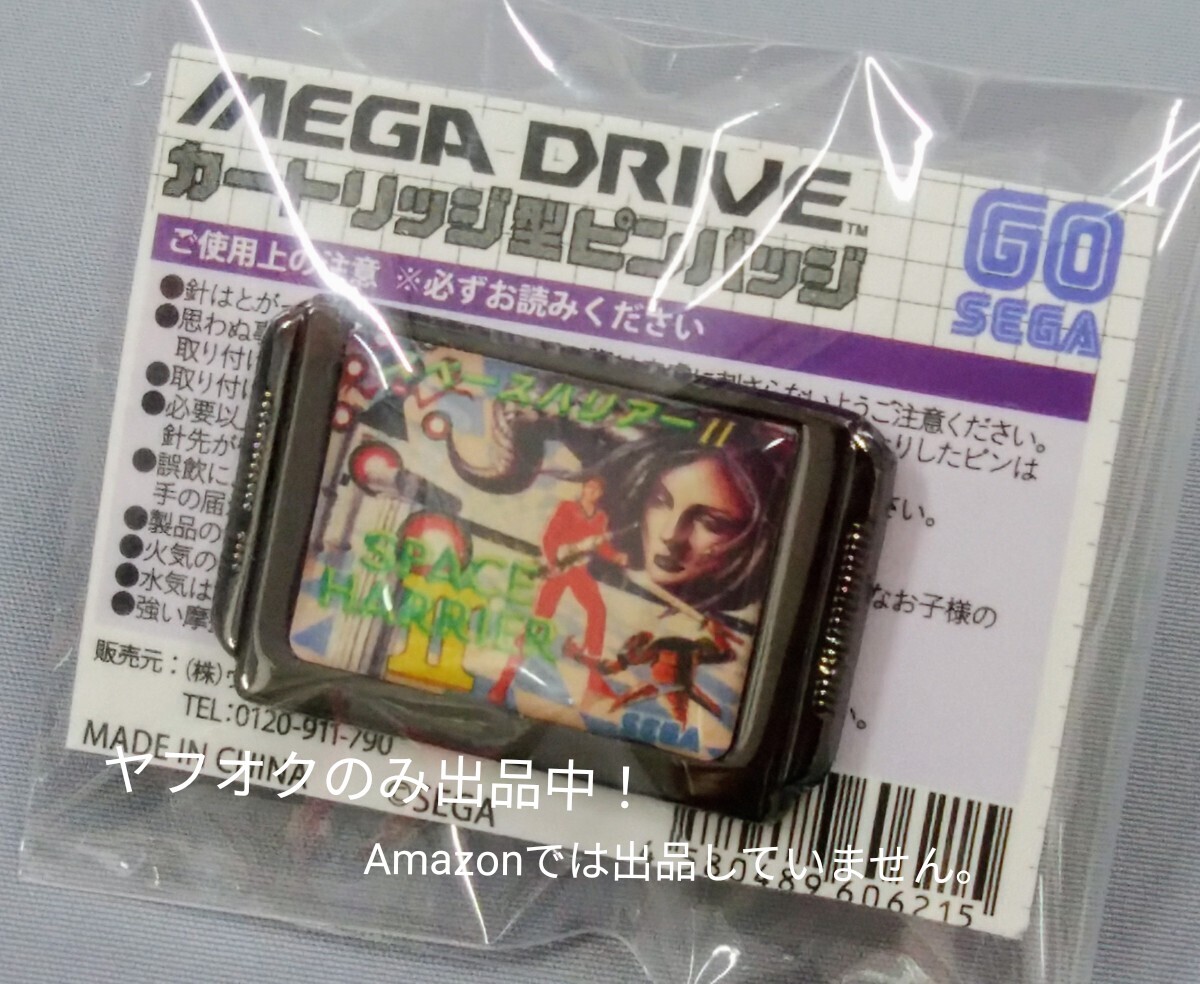 MEGA DRIVE™
カートリッジ型ピンバッジ
GO
SEGA
ご使用上の注意 ※必ずお読みください
●針はとが
らないようご注意ください。
●思わぬ
りしたピンは
取り付け
●取り付け
さい。
●必要以
針先が
●誤飲に
なお子様の
手の届
●製品の
●火気の
●水気は
●強い摩
スペースハリアーII
SPACE
HARRIER
II
SEGA
販売元:(株)
TEL:0120-911-790
MADE IN CHINA
©SEGA
ヤフオクのみ出品中!
Amazonでは出品していません。
580489606215